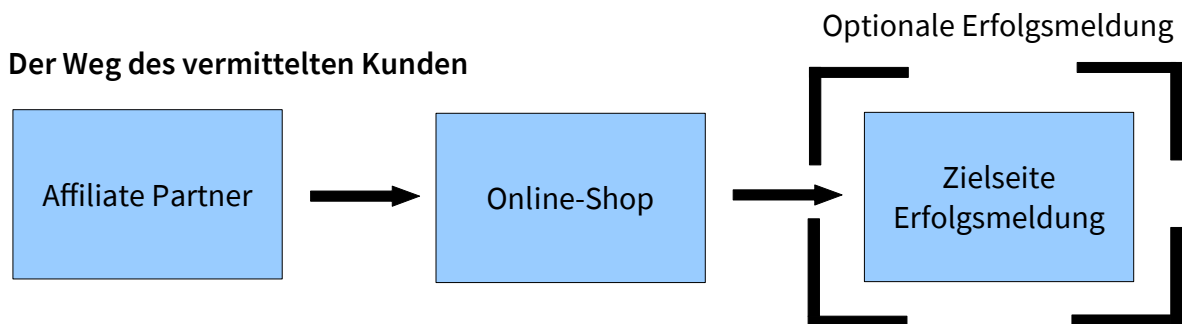 Optionale Erfolgsmeldung
Der Weg des vermittelten Kunden
Affiliate Partner
Online-Shop
Zielseite
Erfolgsmeldung